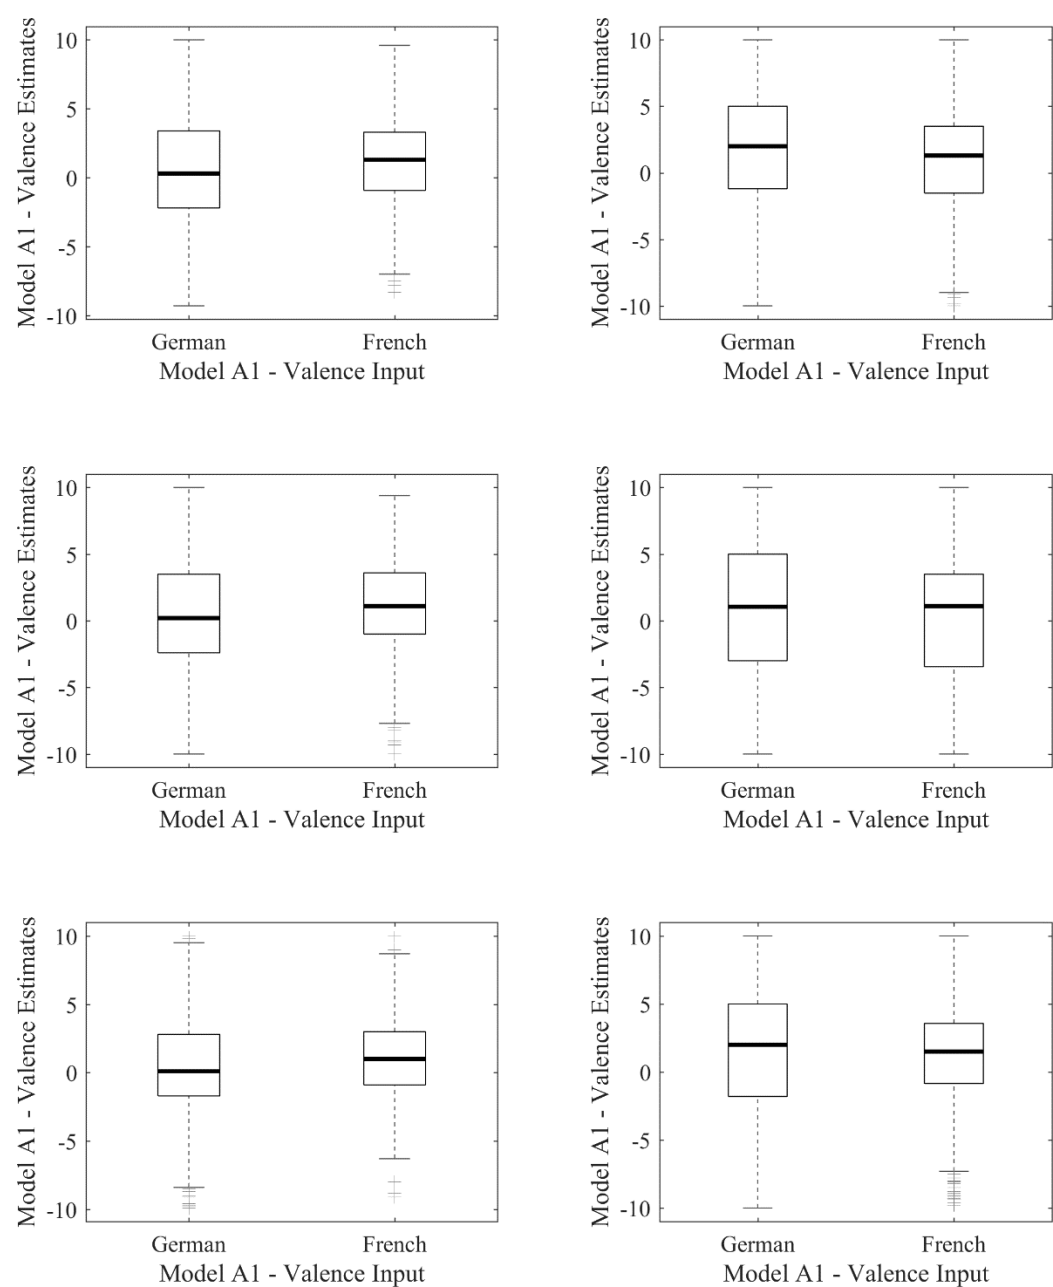 Model A1 - Valence Estimates
10
5
0
-5
-10
German French
Model A1 - Valence Input
Model A1 - Valence Estimates
10
5
0
-5
-10
German French
Model A1 - Valence Input
Model A1 - Valence Estimates
10
5
0
-5
-10
German French
Model A1 - Valence Input
Model A1 - Valence Estimates
10
5
0
-5
-10
German French
Model A1 - Valence Input
Model A1 - Valence Estimates
10
5
0
-5
-10
German French
Model A1 - Valence Input
Model A1 - Valence Estimates
10
5
0
-5
-10
German French
Model A1 - Valence Input